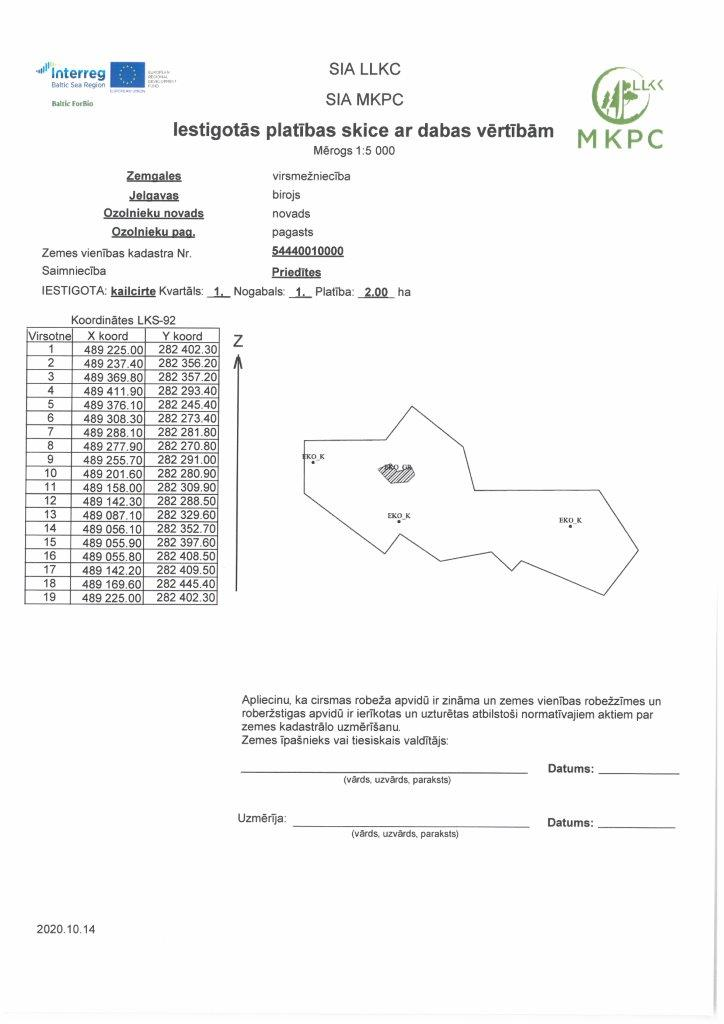 Interreg
Baltic Sea Region
EUROPEAN UNION
EUROPEAN
REGIONAL
DEVELOPMENT
FUND
Baltic ForBio
SIA LLKC
SIA MKPC
LLKC
MKPC
Iestigotās platības skice ar dabas vērtībām
Mērogs 1:5 000
Zemgales virsmežniecība
Jelgavas birojs
Ozolnieku novads novads
Ozolnieku pag. pagasts
Zemes vienības kadastra Nr. 54440010000
Saimniecība Priedītes
IESTIGOTA: kailcirte Kvartāls: 1. Nogabals: 1. Platība: 2.00 ha
Koordinātes LKS-92
Virsotne X koord Y koord
1 489 225.00 282 402.30
2 489 237.40 282 356.20
3 489 369.80 282 357.20
4 489 411.90 282 293.40
5 489 376.10 282 245.40
6 489 308.30 282 273.40
7 489 288.10 282 281.80
8 489 277.90 282 270.80
9 489 255.70 282 291.00
10 489 201.60 282 280.90
11 489 158.00 282 309.90
12 489 142.30 282 288.50
13 489 087.10 282 329.60
14 489 056.10 282 352.70
15 489 055.90 282 397.60
16 489 055.80 282 408.50
17 489 142.20 282 409.50
18 489 169.60 282 445.40
19 489 225.00 282 402.30
Z
EKO_K
EKO_GR
EKO_K
EKO_K
Apliecinu, ka cirsmas robeža apvidū ir zināma un zemes vienības robežzīmes un
roberžstigas apvidū ir ierīkotas un uzturētas atbilstoši normatīvajiem aktiem par
zemes kadastrālo uzmērīšanu.
Zemes īpašnieks vai tiesiskais valdītājs:
Datums:
(vārds, uzvārds, paraksts)
Uzmērīja:
Datums:
(vārds, uzvārds, paraksts)
2020.10.14